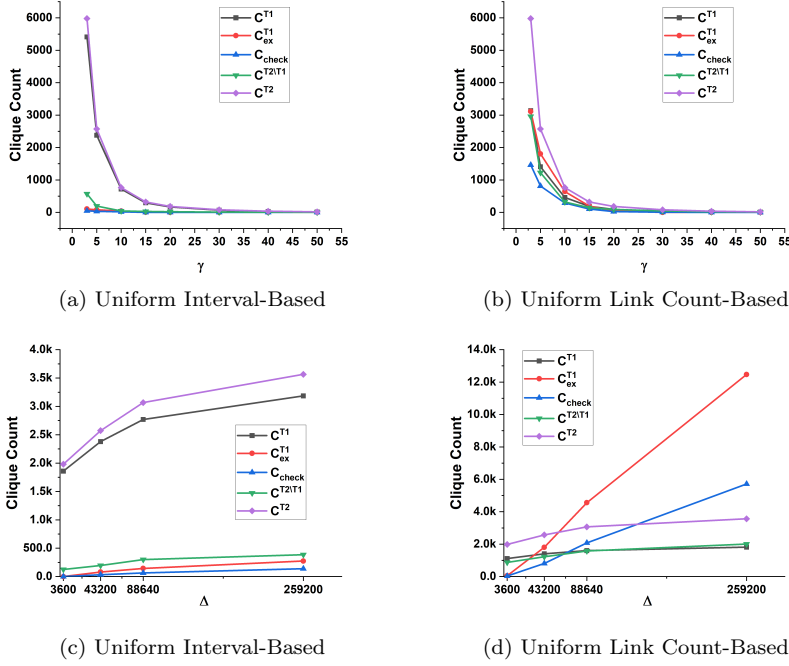 6000
5000
4000
3000
2000
1000
0
Clique Count
C^T1
C^T1_ex
C_check
C^T2\T1
C^T2
0 5 10 15 20 25 30 35 40 45 50 55
γ
(a) Uniform Interval-Based
6000
5000
4000
3000
2000
1000
0
Clique Count
C^T1
C^T1_ex
C_check
C^T2\T1
C^T2
0 5 10 15 20 25 30 35 40 45 50 55
γ
(b) Uniform Link Count-Based
4.0k
3.5k
3.0k
2.5k
2.0k
1.5k
1.0k
500.0
0.0
Clique Count
C^T1
C^T1_ex
C_check
C^T2\T1
C^T2
3600 43200 88640 259200
Δ
(c) Uniform Interval-Based
14.0k
12.0k
10.0k
8.0k
6.0k
4.0k
2.0k
0.0
Clique Count
C^T1
C^T1_ex
C_check
C^T2\T1
C^T2
3600 43200 88640 259200
Δ
(d) Uniform Link Count-Based